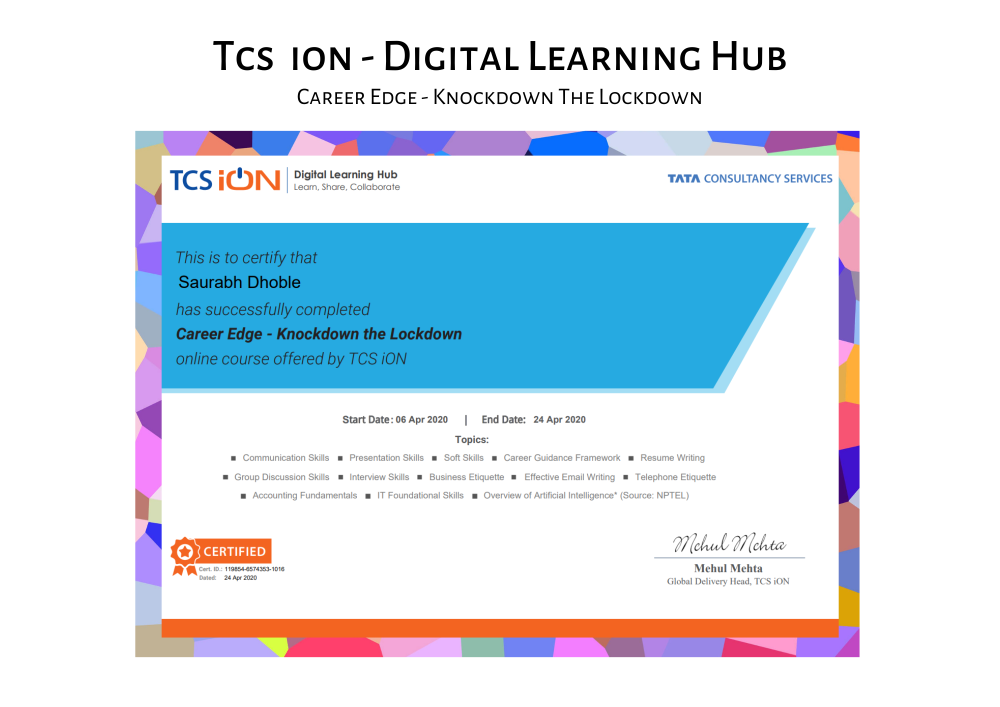 Tcs ion - Digital Learning Hub
Career Edge - Knockdown The Lockdown
TCS iON | Digital Learning Hub
Learn, Share, Collaborate
TATA CONSULTANCY SERVICES
This is to certify that
Saurabh Dhoble
has successfully completed
Career Edge - Knockdown the Lockdown
online course offered by TCS iON
Start Date: 06 Apr 2020 | End Date: 24 Apr 2020
Topics:
■ Communication Skills ■ Presentation Skills ■ Soft Skills ■ Career Guidance Framework ■ Resume Writing
■ Group Discussion Skills ■ Interview Skills ■ Business Etiquette ■ Effective Email Writing ■ Telephone Etiquette
■ Accounting Fundamentals ■ IT Foundational Skills ■ Overview of Artificial Intelligence* (Source: NPTEL)
CERTIFIED
Cert. ID.: 119854-6574353-1016
Dated: 24 Apr 2020
Mehul Mehta
Mehul Mehta
Global Delivery Head, TCS iON